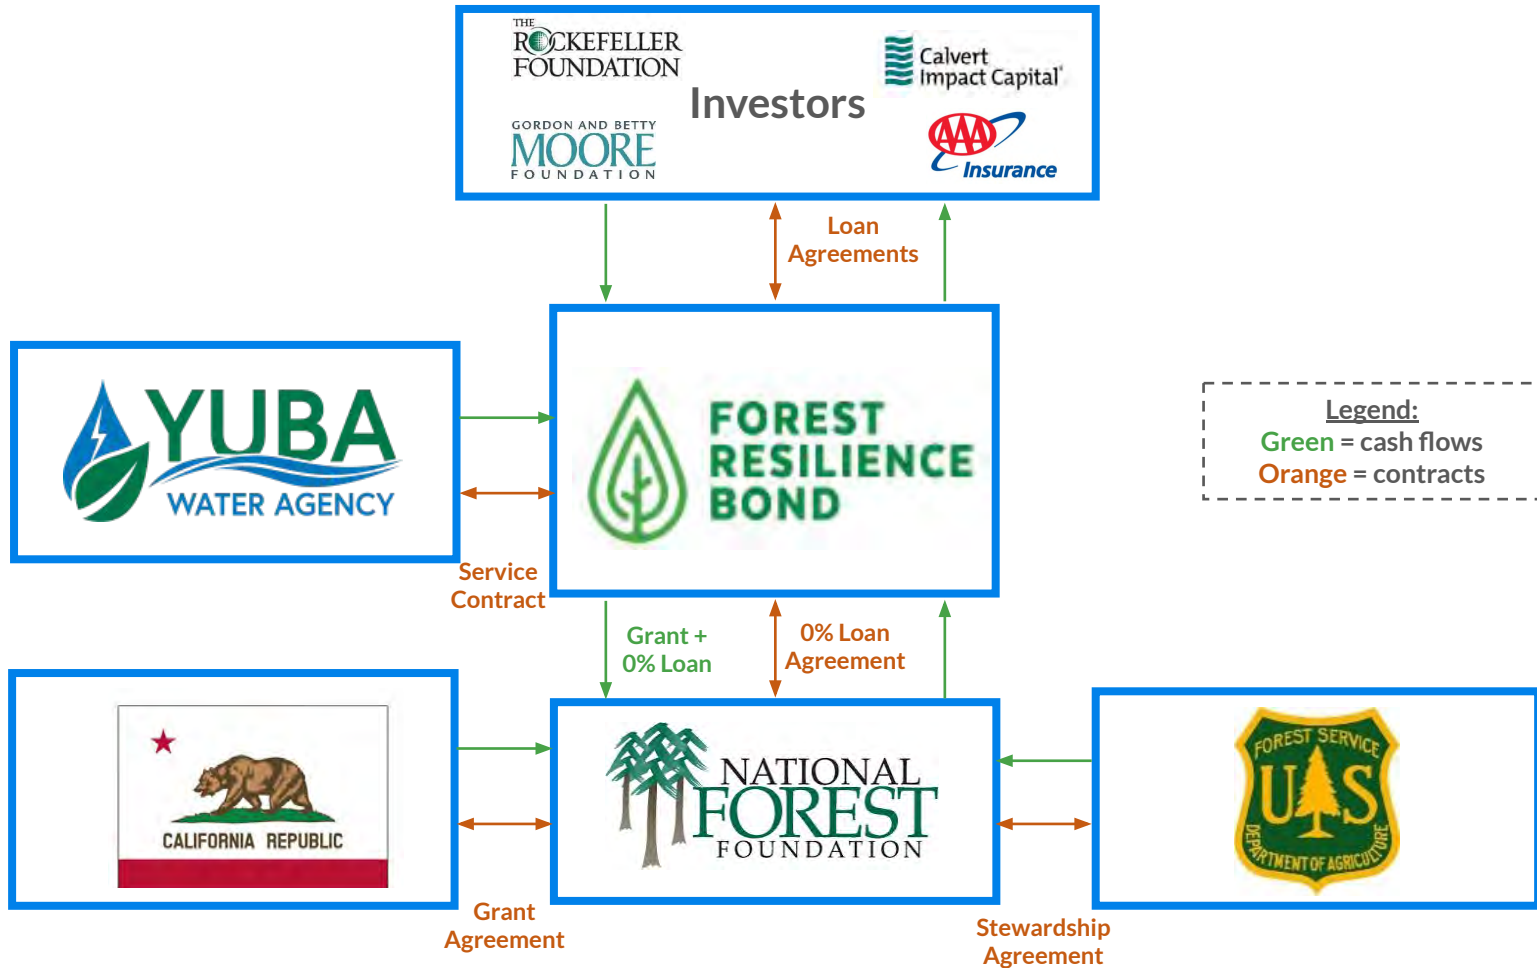 THE
ROCKEFELLER
FOUNDATION
Calvert
Impact Capital
Investors
GORDON AND BETTY
MOORE
FOUNDATION
AAA
Insurance
Loan
Agreements
YUBA
WATER AGENCY
FOREST
RESILIENCE
BOND
Legend:
Green = cash flows
Orange = contracts
Service
Contract
Grant +
0% Loan
0% Loan
Agreement
CALIFORNIA REPUBLIC
NATIONAL
FOREST
FOUNDATION
FOREST SERVICE
U S
DEPARTMENT OF AGRICULTURE
Grant
Agreement
Stewardship
Agreement